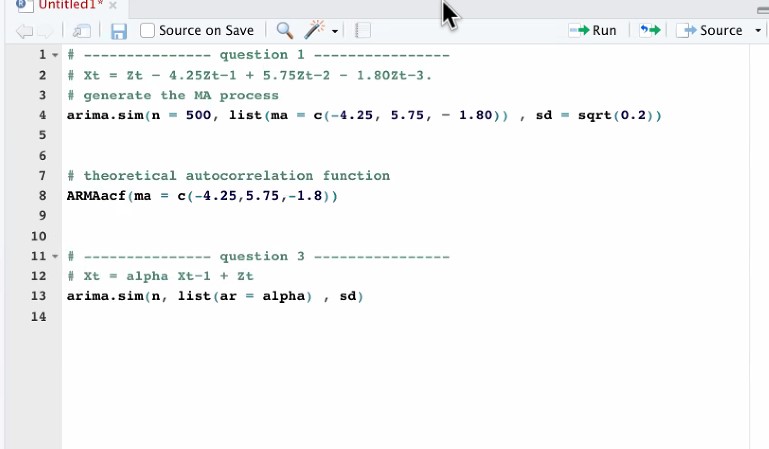 Untitled1* ×
Source on Save
Run
Source
1 # --------------- question 1 ----------------
2 # Xt = Zt - 4.25Zt-1 + 5.75Zt-2 - 1.80Zt-3.
3 # generate the MA process
4 arima.sim(n = 500, list(ma = c(-4.25, 5.75, - 1.80)) , sd = sqrt(0.2))
5
6
7 # theoretical autocorrelation function
8 ARMAacf(ma = c(-4.25,5.75,-1.8))
9
10
11 # --------------- question 3 ----------------
12 # Xt = alpha Xt-1 + Zt
13 arima.sim(n, list(ar = alpha) , sd)
14